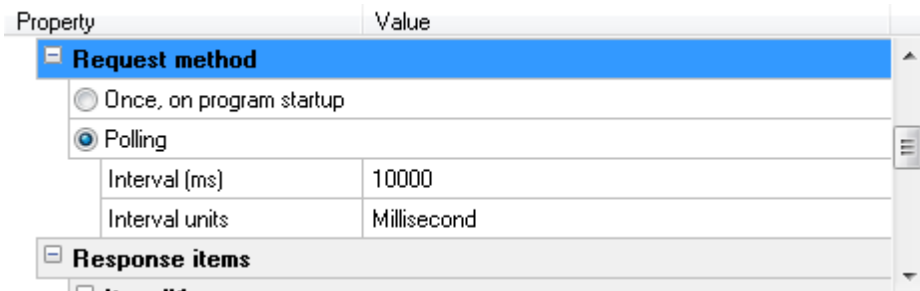 Property Value
Request method
Once, on program startup
Polling
Interval (ms) 10000
Interval units Millisecond
Response items